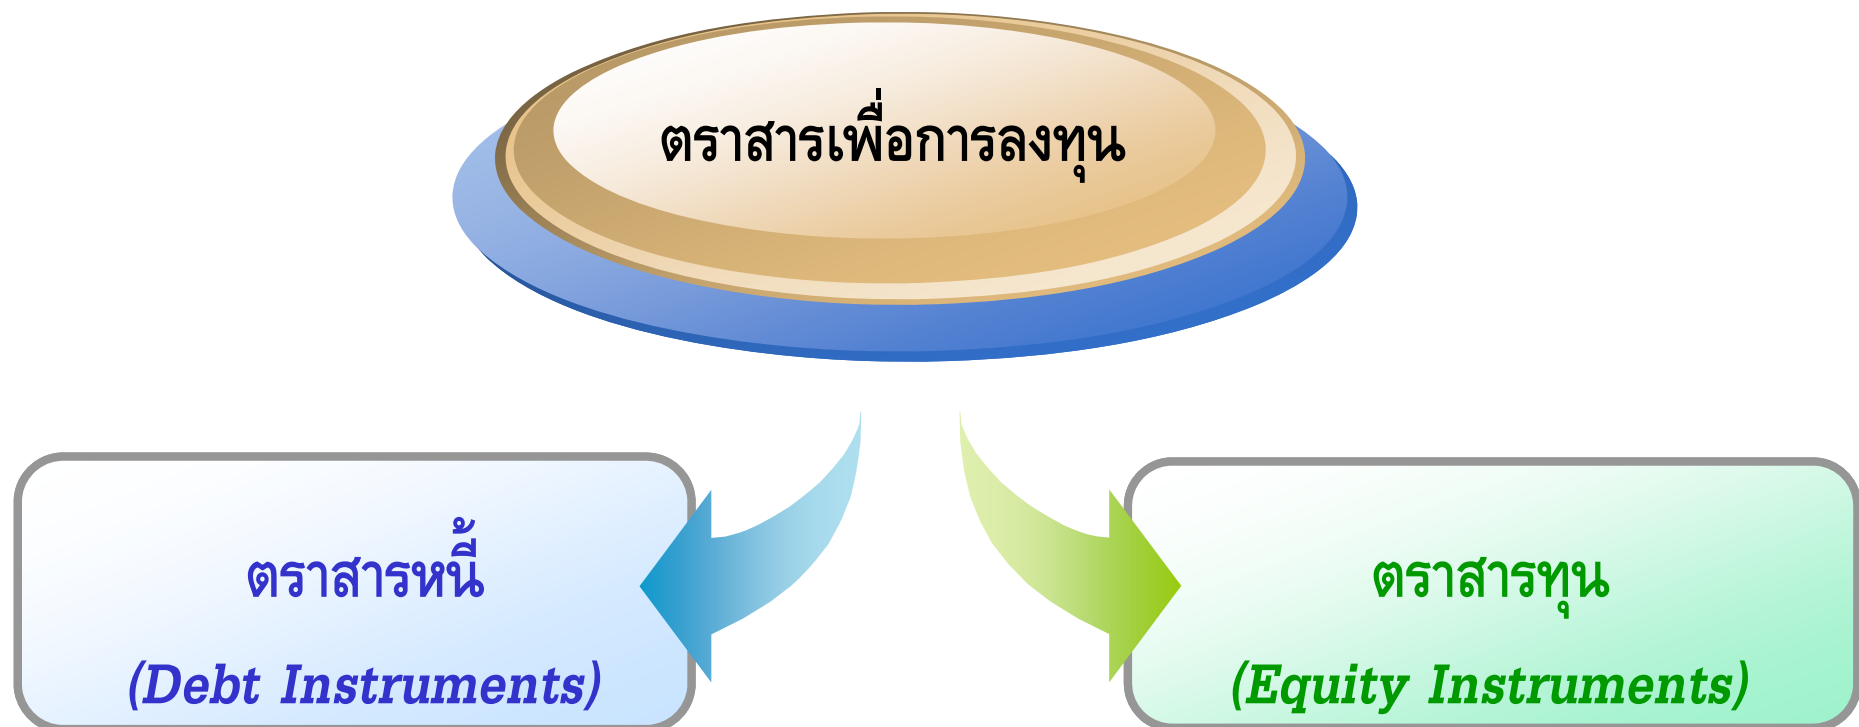 ตราสารเพื่อการลงทุน
ตราสารหนี้
(Debt Instruments)
ตราสารทุน
(Equity Instruments)